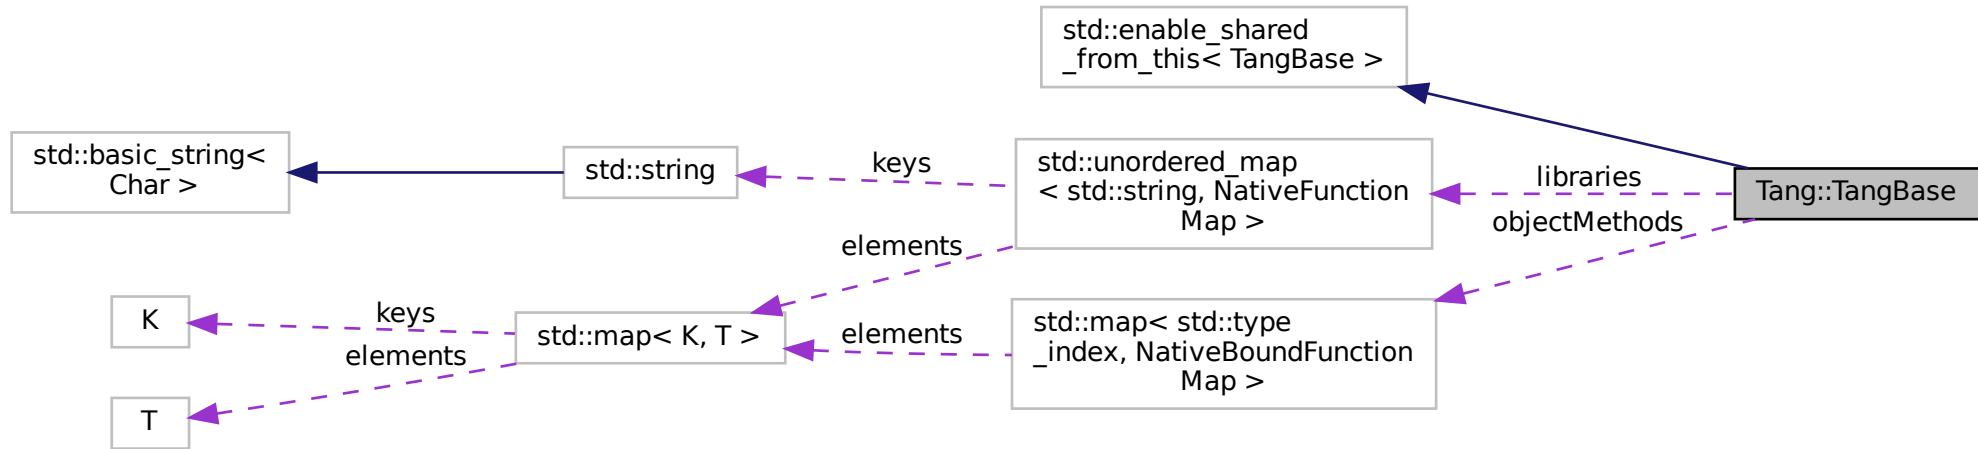 std::enable_shared
_from_this< TangBase >
std::basic_string<
Char >
std::string
keys
std::unordered_map
< std::string, NativeFunction
Map >
libraries
Tang::TangBase
objectMethods
elements
K
keys
std::map< K, T >
elements
std::map< std::type
_index, NativeBoundFunction
Map >
elements
T